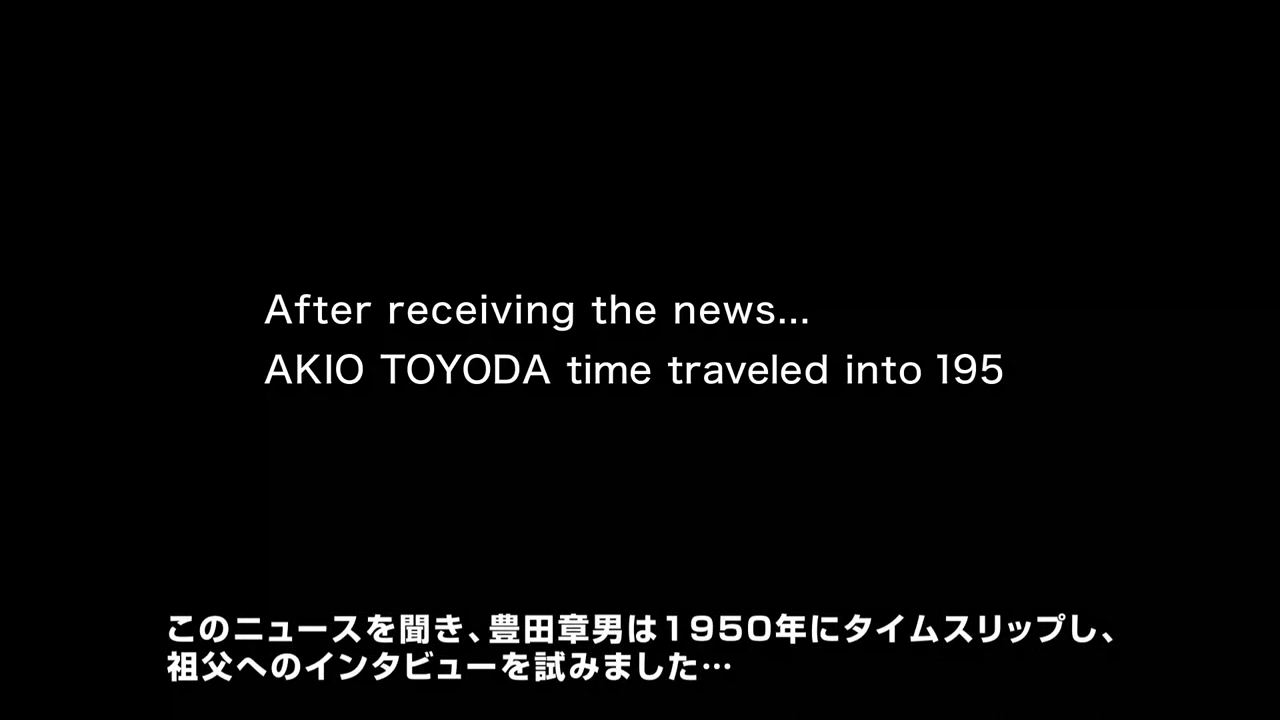 After receiving the news...
AKIO TOYODA time traveled into 195
このニュースを聞き、豊田章男は1950年にタイムスリップし、
祖父へのインタビューを試みました…